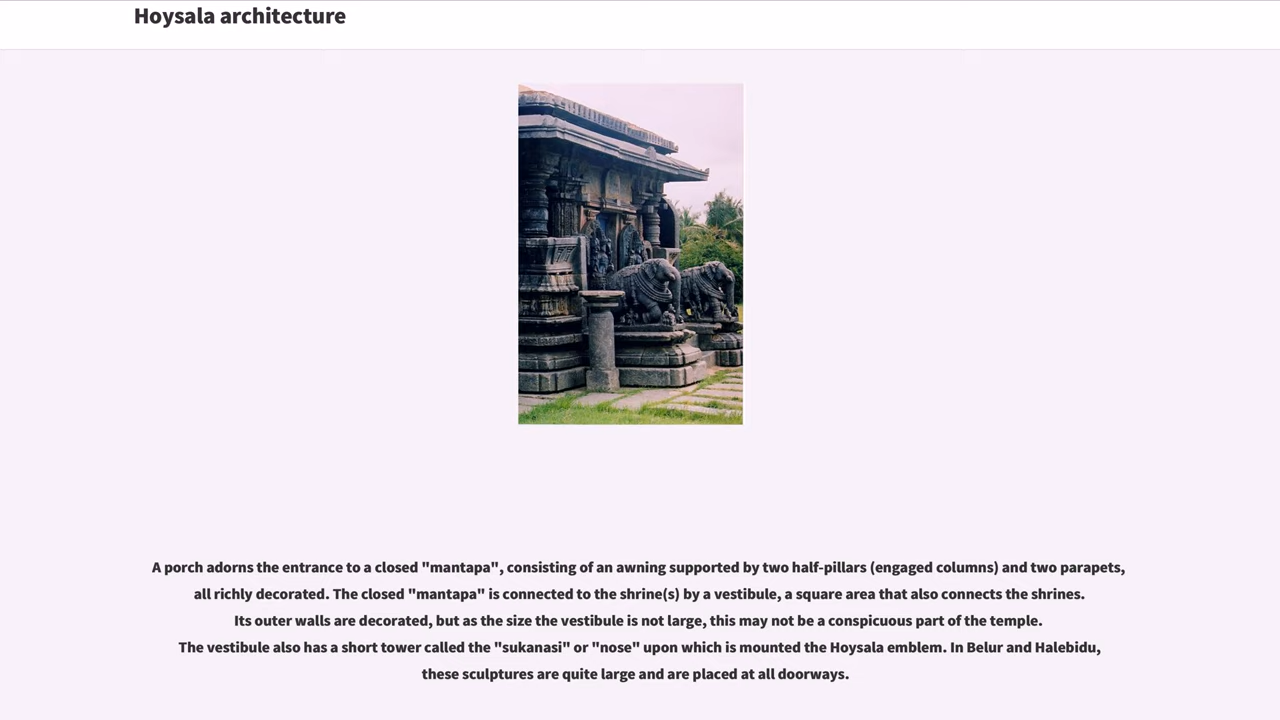 Hoysala architecture
A porch adorns the entrance to a closed "mantapa", consisting of an awning supported by two half-pillars (engaged columns) and two parapets,
all richly decorated. The closed "mantapa" is connected to the shrine(s) by a vestibule, a square area that also connects the shrines.
Its outer walls are decorated, but as the size the vestibule is not large, this may not be a conspicuous part of the temple.
The vestibule also has a short tower called the "sukanasi" or "nose" upon which is mounted the Hoysala emblem. In Belur and Halebidu,
these sculptures are quite large and are placed at all doorways.